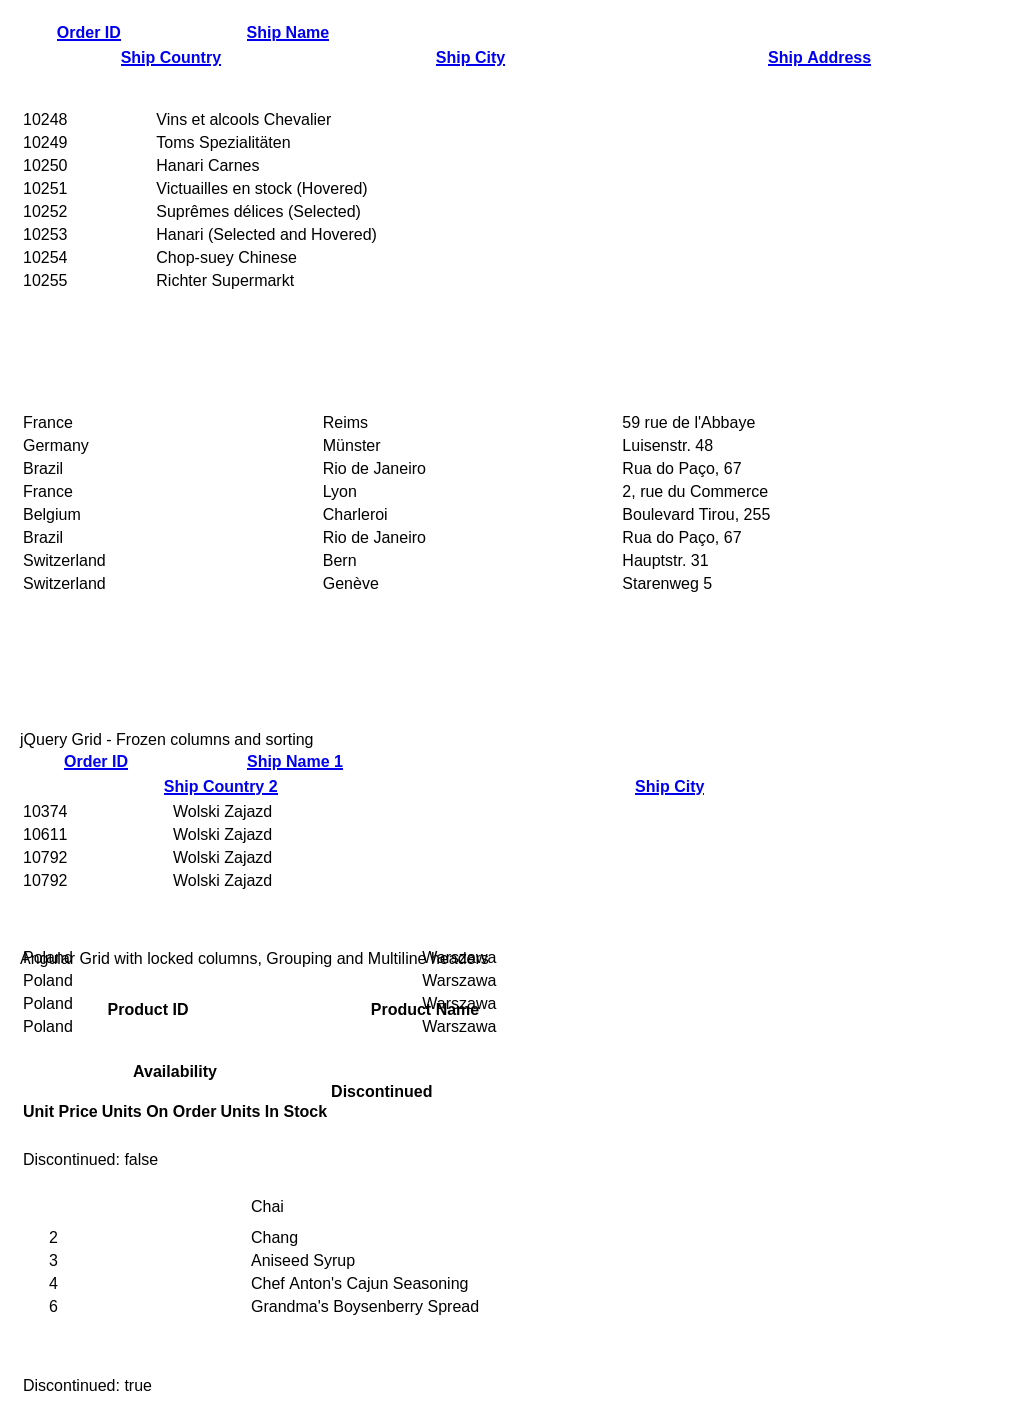 Order ID Ship Name
Ship Country Ship City Ship Address
10248 Vins et alcools Chevalier
10249 Toms Spezialitäten
10250 Hanari Carnes
10251 Victuailles en stock (Hovered)
10252 Suprêmes délices (Selected)
10253 Hanari (Selected and Hovered)
10254 Chop-suey Chinese
10255 Richter Supermarkt
France Reims 59 rue de l'Abbaye
Germany Münster Luisenstr. 48
Brazil Rio de Janeiro Rua do Paço, 67
France Lyon 2, rue du Commerce
Belgium Charleroi Boulevard Tirou, 255
Brazil Rio de Janeiro Rua do Paço, 67
Switzerland Bern Hauptstr. 31
Switzerland Genève Starenweg 5
jQuery Grid - Frozen columns and sorting
Order ID Ship Name 1
Ship Country 2 Ship City
10374 Wolski Zajazd
10611 Wolski Zajazd
10792 Wolski Zajazd
10792 Wolski Zajazd
Poland Warszawa
Angular Grid with locked columns, Grouping and Multiline headers
Poland Warszawa
Poland Warszawa
Product ID Product Name
Poland Warszawa
Availability
Discontinued
Unit Price Units On Order Units In Stock
Discontinued: false
Chai
2 Chang
3 Aniseed Syrup
4 Chef Anton's Cajun Seasoning
6 Grandma's Boysenberry Spread
Discontinued: true